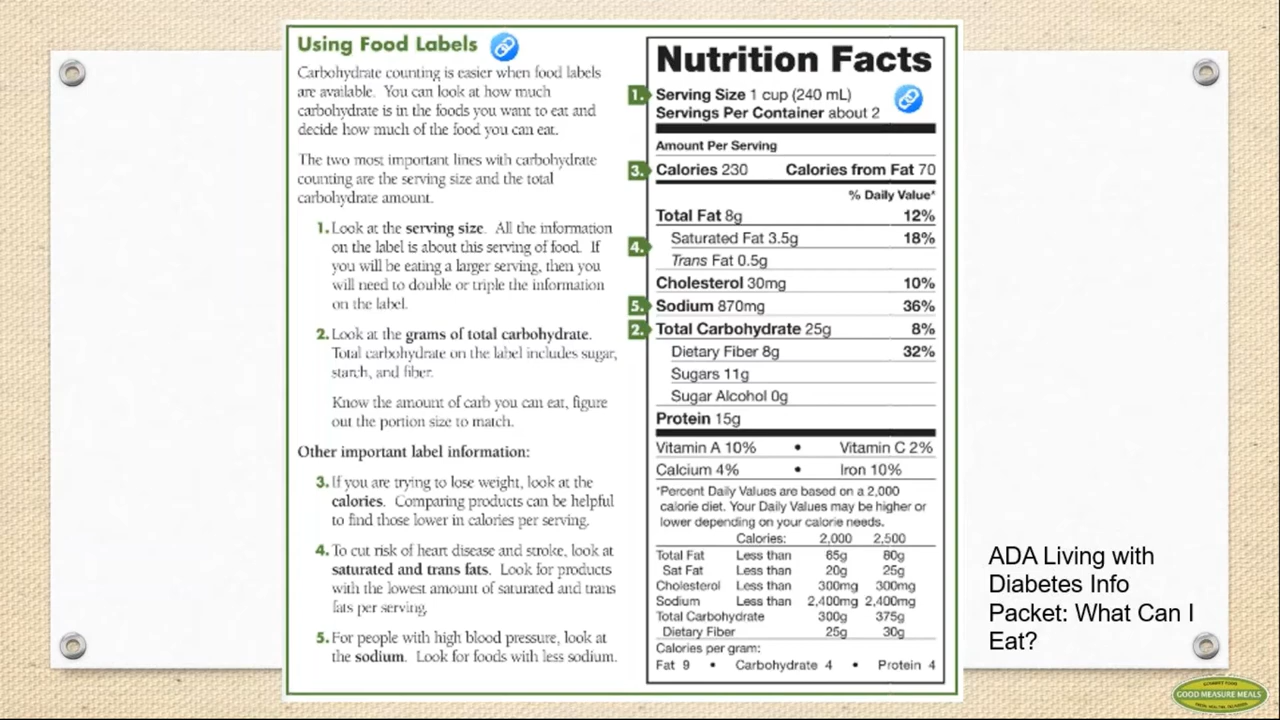 Using Food Labels
Carbohydrate counting is easier when food labels
are available. You can look at how much
carbohydrate is in the foods you want to eat and
decide how much of the food you can eat.
The two most important lines with carbohydrate
counting are the serving size and the total
carbohydrate amount.
1. Look at the serving size. All the information
on the label is about this serving of food. If
you will be eating a larger serving, then you
will need to double or triple the information
on the label.
2. Look at the grams of total carbohydrate.
Total carbohydrate on the label includes sugar,
starch, and fiber.
Know the amount of carb you can eat, figure
out the portion size to match.
Other important label information:
3. If you are trying to lose weight, look at the
calories. Comparing products can be helpful
to find those lower in calories per serving.
4. To cut risk of heart disease and stroke, look at
saturated and trans fats. Look for products
with the lowest amount of saturated and trans
fats per serving.
5. For people with high blood pressure, look at
the sodium. Look for foods with less sodium.
Nutrition Facts
1. Serving Size 1 cup (240 mL)
Servings Per Container about 2
Amount Per Serving
3. Calories 230 Calories from Fat 70
% Daily Value*
Total Fat 8g 12%
Saturated Fat 3.5g 18%
4.
Trans Fat 0.5g
Cholesterol 30mg 10%
5. Sodium 870mg 36%
2. Total Carbohydrate 25g 8%
Dietary Fiber 8g 32%
Sugars 11g
Sugar Alcohol 0g
Protein 15g
Vitamin A 10% • Vitamin C 2%
Calcium 4% • Iron 10%
*Percent Daily Values are based on a 2,000
calorie diet. Your Daily Values may be higher or
lower depending on your calorie needs.
Calories: 2,000 2,500
Total Fat Less than 65g 80g
Sat Fat Less than 20g 25g
Cholesterol Less than 300mg 300mg
Sodium Less than 2,400mg 2,400mg
Total Carbohydrate 300g 375g
Dietary Fiber 25g 30g
Calories per gram:
Fat 9 • Carbohydrate 4 • Protein 4
ADA Living with
Diabetes Info
Packet: What Can I
Eat?
GOOD MEASURE MEALS